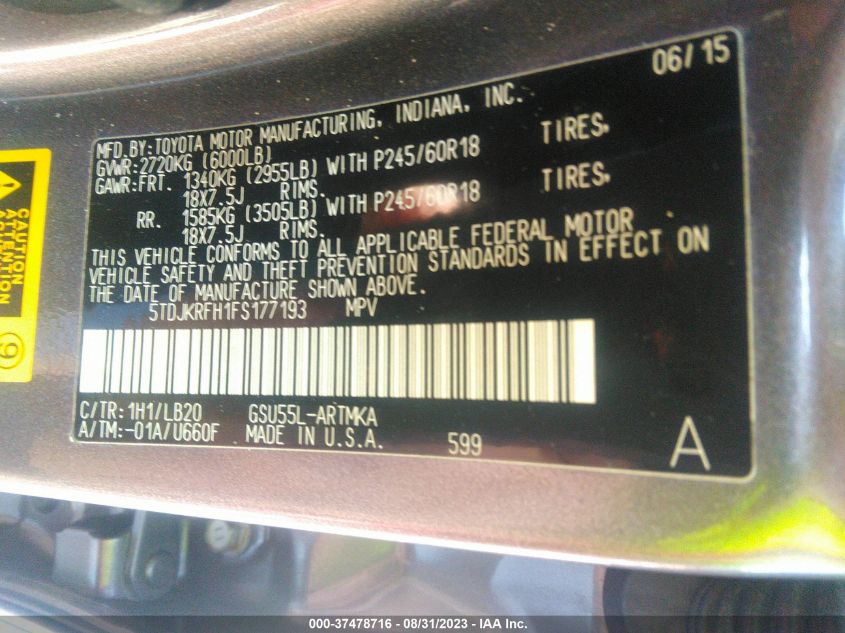 06/15
MFD. BY: TOYOTA MOTOR MANUFACTURING, INDIANA, INC.
GVWR: 2720KG (6000LB)
GAWR: FRT. 1340KG (2955LB) WITH P245/60R18 TIRES,
18X7.5J RIMS.
RR. 1585KG (3505LB) WITH P245/60R18 TIRES,
18X7.5J RIMS.
THIS VEHICLE CONFORMS TO ALL APPLICABLE FEDERAL MOTOR
VEHICLE SAFETY AND THEFT PREVENTION STANDARDS IN EFFECT ON
THE DATE OF MANUFACTURE SHOWN ABOVE.
5TDJKRFH1FS177193 MPV
C/TR: 1H1/LB20 GSU55L-ARTMKA
A/TM: -01A/U660F MADE IN U.S.A. 599
A
CAUTION
ATTENTION
9
000-37478716 - 08/31/2023 - IAA Inc.